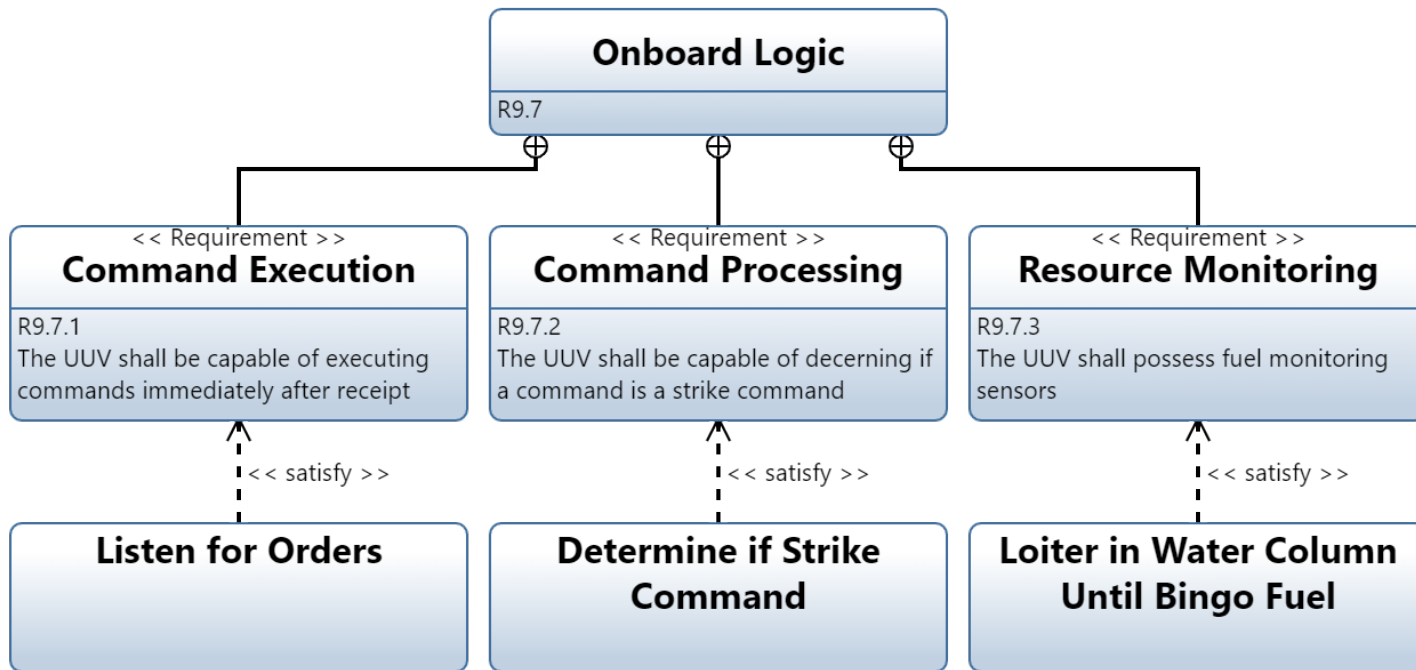 Onboard Logic
R9.7
<< Requirement >>
Command Execution
R9.7.1
The UUV shall be capable of executing
commands immediately after receipt
<< Requirement >>
Command Processing
R9.7.2
The UUV shall be capable of decerning if
a command is a strike command
<< Requirement >>
Resource Monitoring
R9.7.3
The UUV shall possess fuel monitoring
sensors
<< satisfy >>
<< satisfy >>
<< satisfy >>
Listen for Orders
Determine if Strike
Command
Loiter in Water Column
Until Bingo Fuel